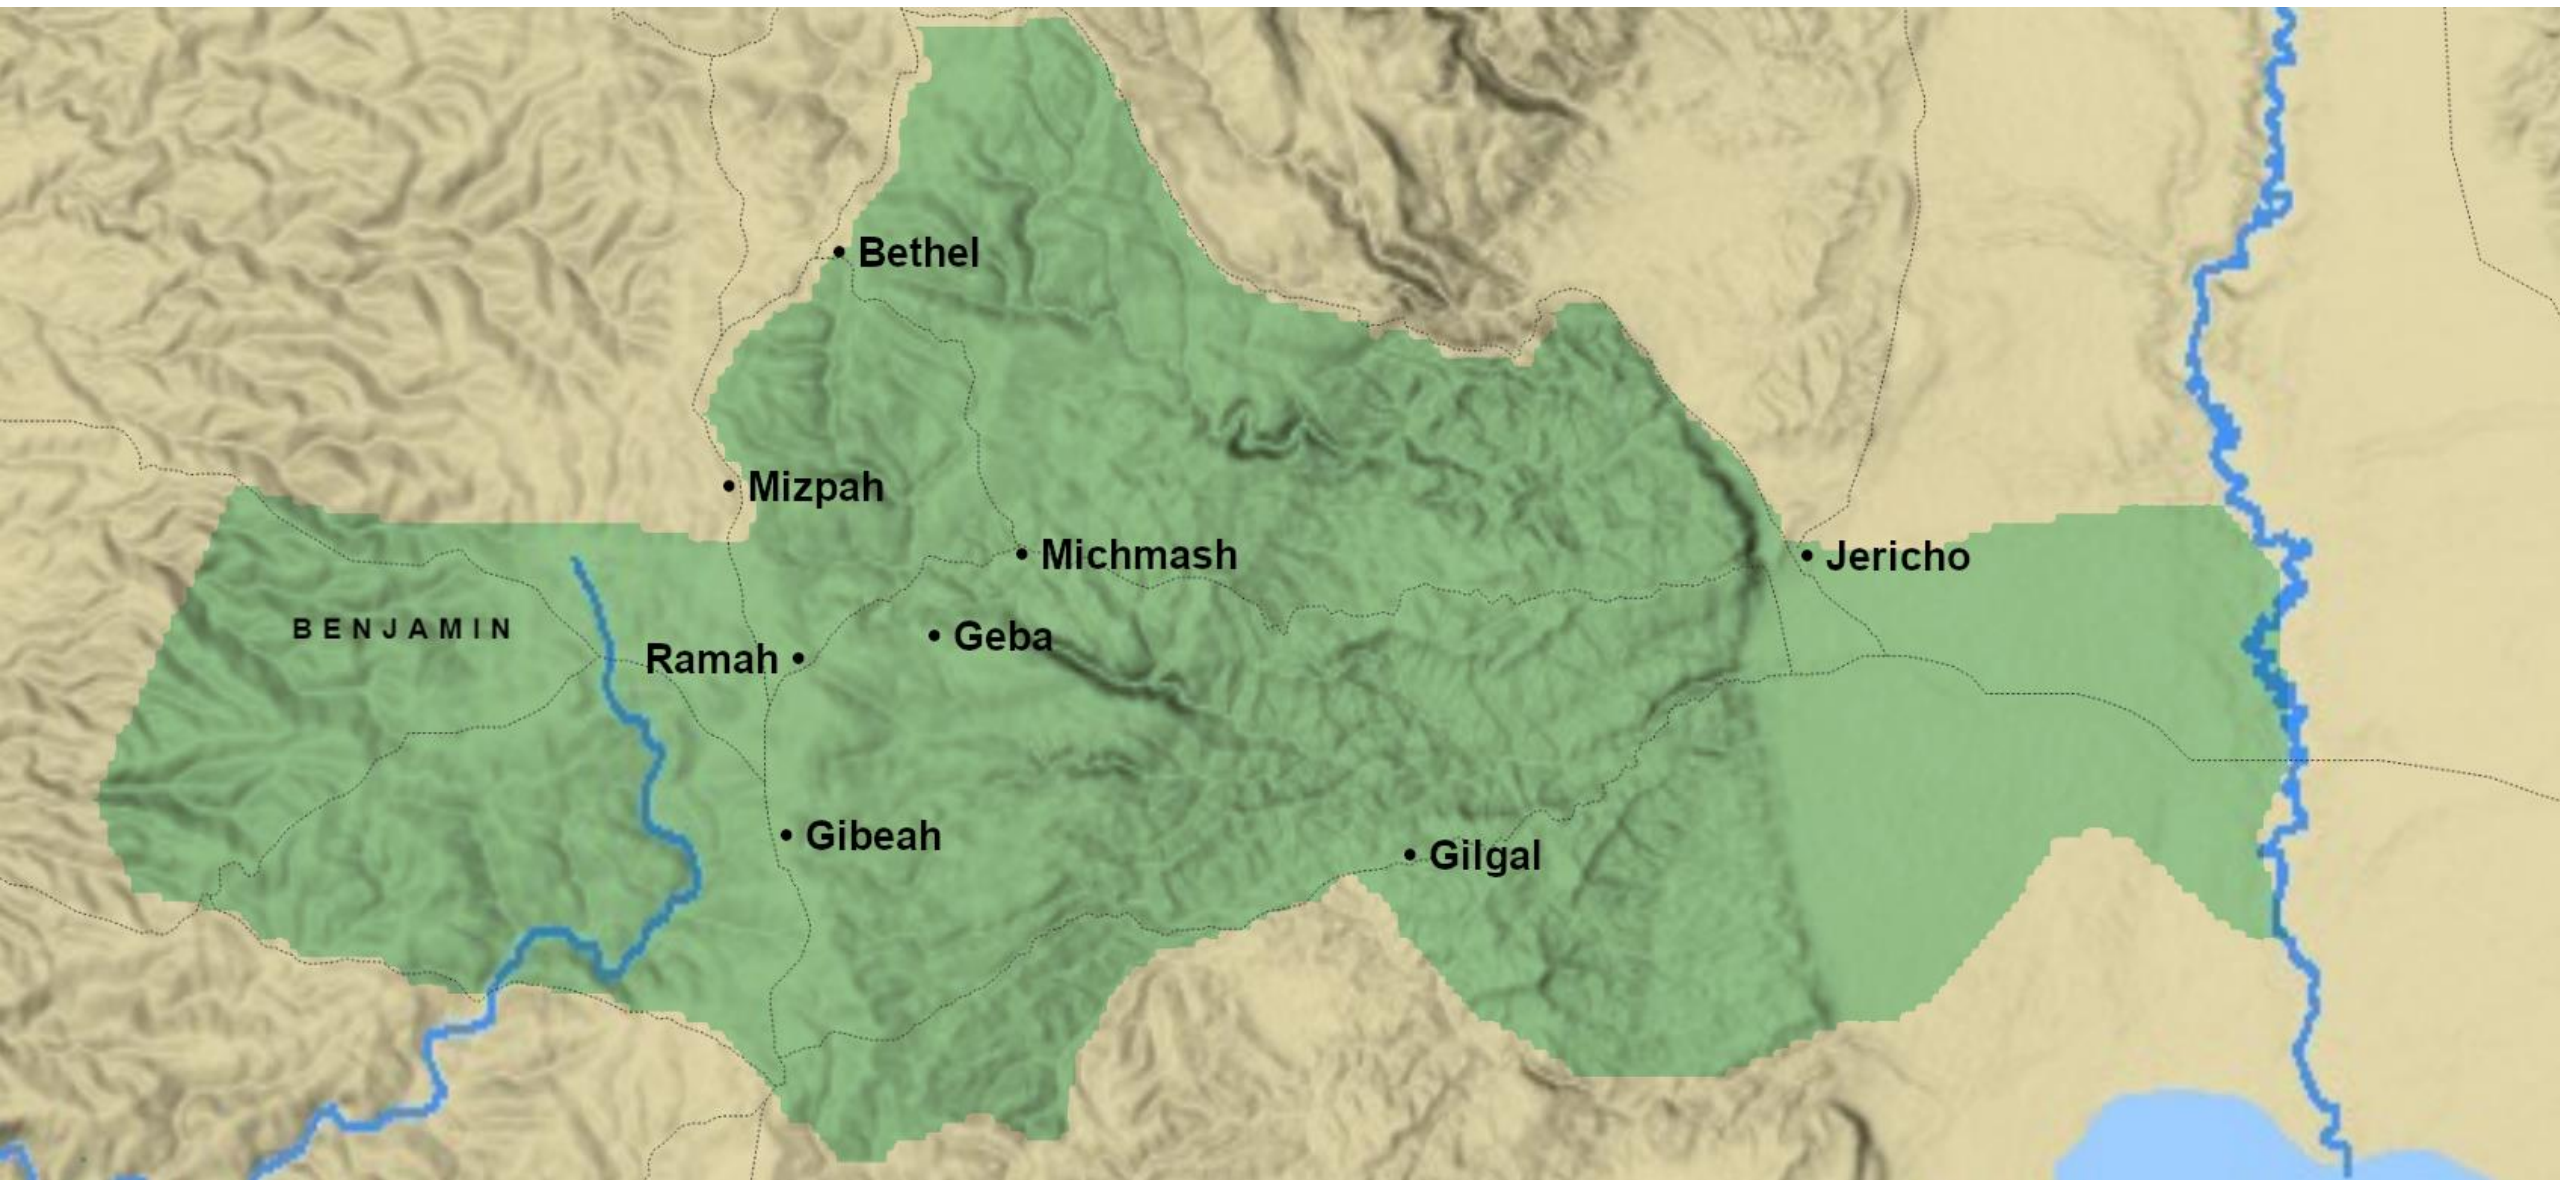 Bethel
Mizpah
Michmash
Jericho
BENJAMIN
Geba
Ramah
Gibeah
Gilgal